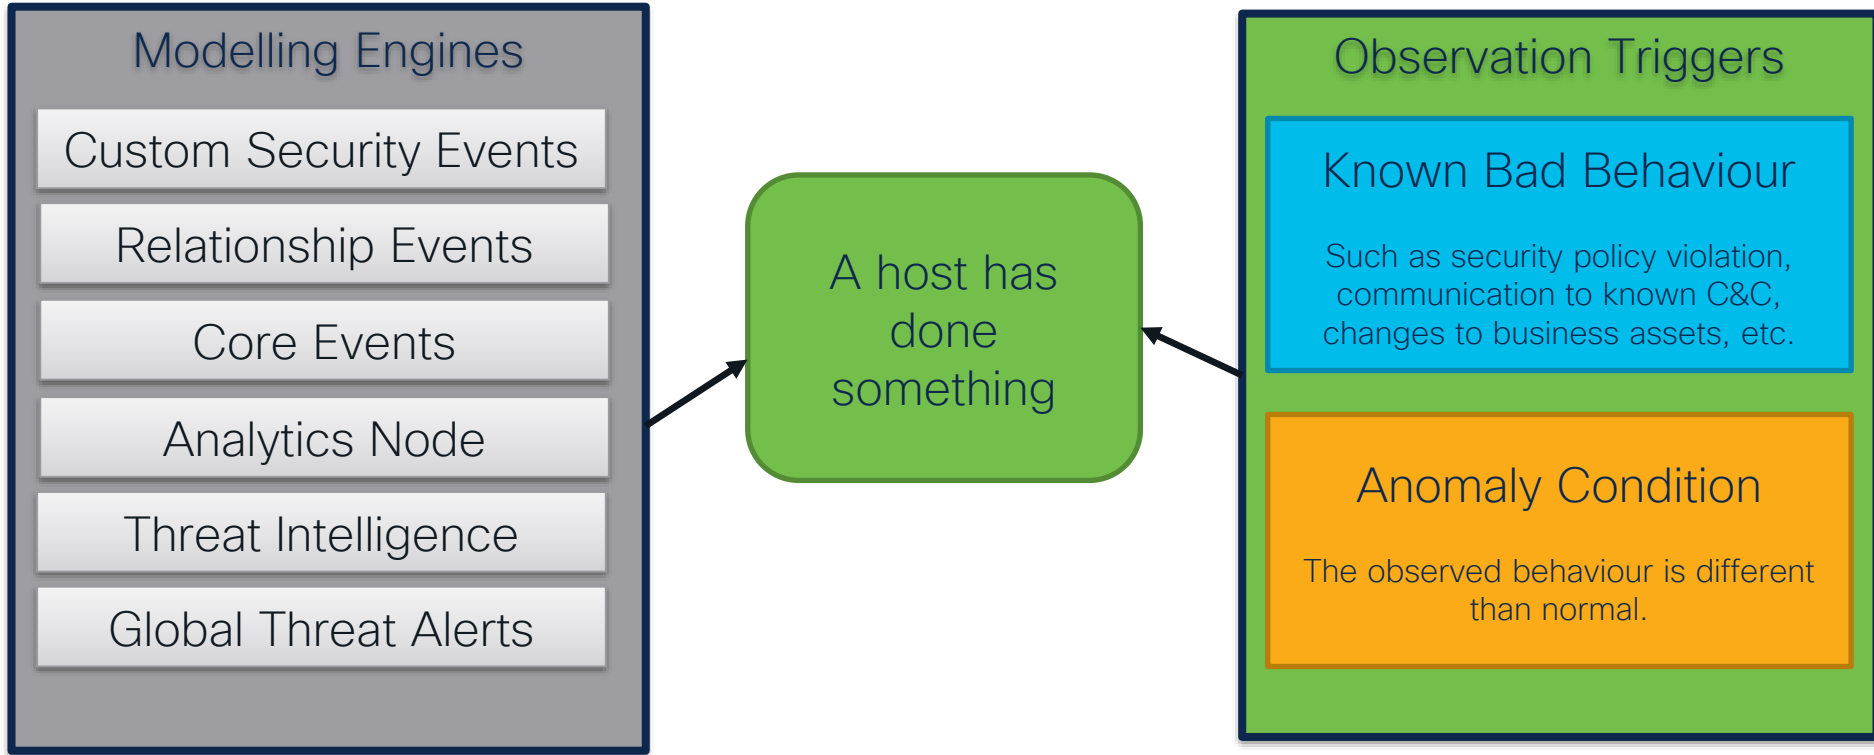 Modelling Engines
Custom Security Events
Relationship Events
Core Events
Analytics Node
Threat Intelligence
Global Threat Alerts
A host has
done
something
Observation Triggers
Known Bad Behaviour
Such as security policy violation,
communication to known C&C,
changes to business assets, etc.
Anomaly Condition
The observed behaviour is different
than normal.